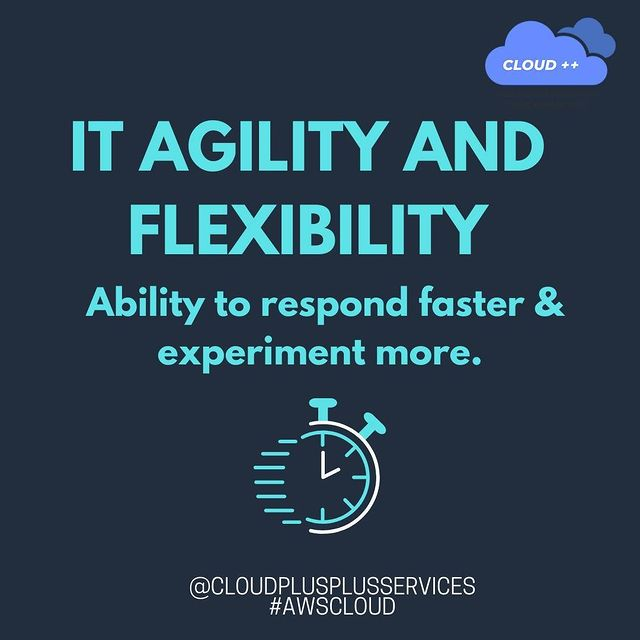 CLOUD ++
IT AGILITY AND
FLEXIBILITY
Ability to respond faster &
experiment more.
@CLOUDPLUSPLUSSERVICES
#AWSCLOUD